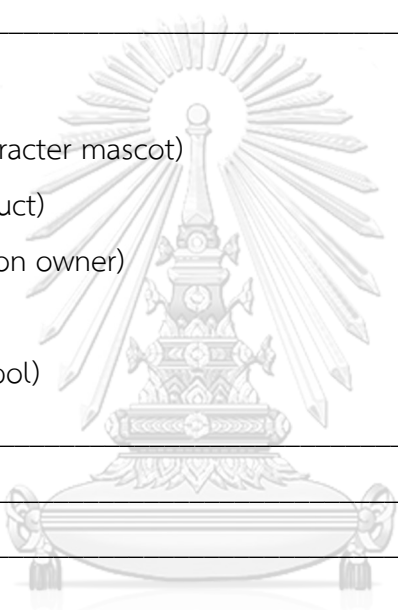 racter mascot)
uct)
on owner)
ool)